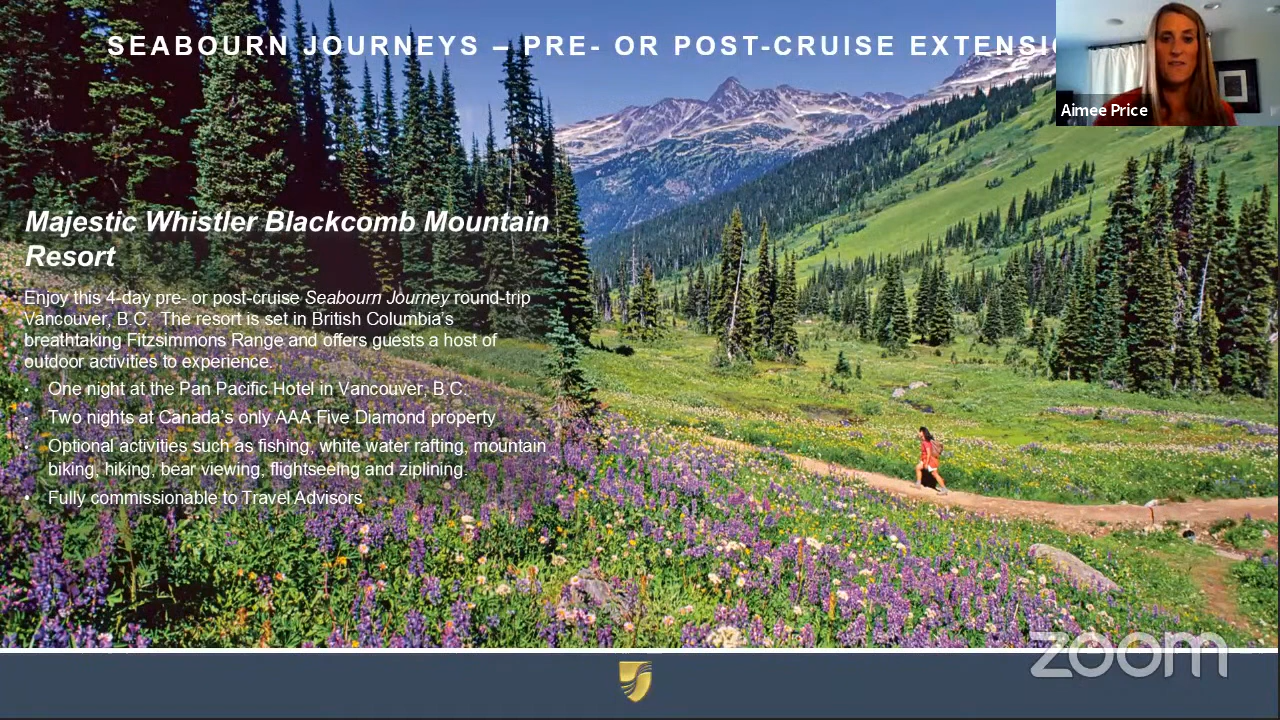 SEABOURN JOURNEYS – PRE- OR POST-CRUISE EXTENSIO
Aimee Price
Majestic Whistler Blackcomb Mountain
Resort
Enjoy this 4-day pre- or post-cruise Seabourn Journey round-trip
Vancouver, B.C. The resort is set in British Columbia's
breathtaking Fitzsimmons Range and offers guests a host of
outdoor activities to experience.
• One night at the Pan Pacific Hotel in Vancouver, B.C.
• Two nights at Canada's only AAA Five Diamond property
• Optional activities such as fishing, white water rafting, mountain
biking, hiking, bear viewing, flightseeing and ziplining.
• Fully commissionable to Travel Advisors
zoom